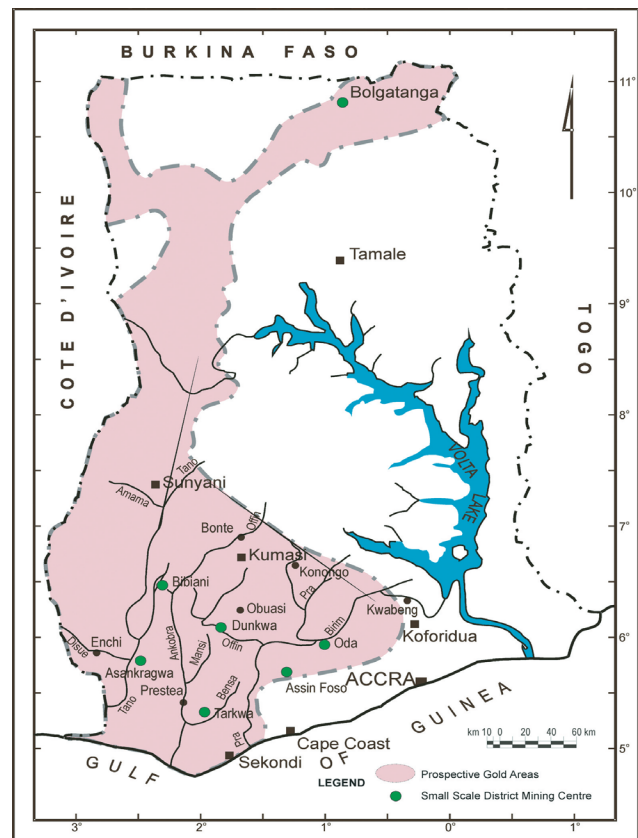 BURKINA FASO
11°
Bolgatanga
10°
Tamale
9°
COTE D'IVOIRE
TOGO
8°
VOLTA LAKE
Tano
Sunyani
Amama
7°
Offin
Bonte
Kumasi
Konongo
Bibiani
Pra
Obuasi
Kwabeng
Dunkwa
Birim
Koforidua
6°
Offin
Oda
Disue
Enchi
Ankobra
Mansi
Asankragwa
Assin Foso
ACCRA
Prestea
Bensa
Tano
Tarkwa
Pra
Cape Coast
Sekondi
5°
GULF OF GUINEA
km 10 0 20 40 60 km
LEGEND
Prospective Gold Areas
Small Scale District Mining Centre
3° 2° 1° 0° 1°